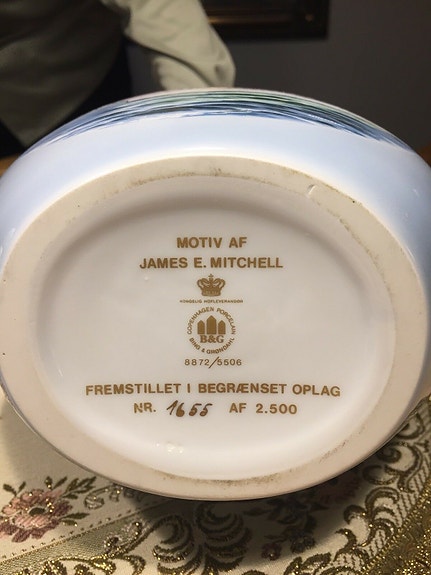 MOTIV AF
JAMES E. MITCHELL
KONGELIG HOFLEVERANDØR
COPENHAGEN PORCELAIN
B&G
BING & GRØNDAHL
8872/5506
FREMSTILLET I BEGRÆNSET OPLAG
NR. 1655 AF 2.500